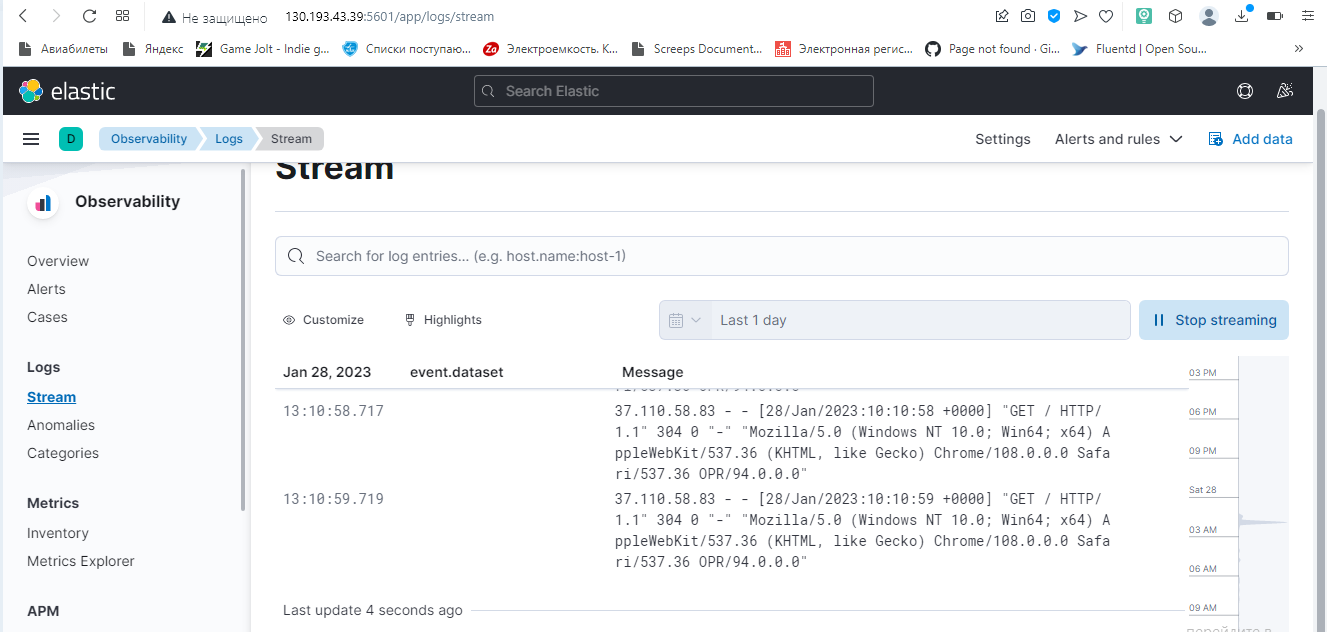 Не защищено 130.193.43.39:5601/app/logs/stream
Авиабилеты Яндекс Game Jolt - Indie g... Списки поступаю... Электроемкость. К... Screeps Document... Электронная регис... Page not found · Gi... Fluentd | Open Sou... »
elastic Search Elastic
D Observability Logs Stream Settings Alerts and rules Add data
Stream
Observability
Search for log entries... (e.g. host.name:host-1)
Overview
Alerts
Cases
Customize Highlights Last 1 day Stop streaming
Logs
Stream
Anomalies
Categories
Metrics
Inventory
Metrics Explorer
APM
Jan 28, 2023 event.dataset Message
13:10:58.717 37.110.58.83 - - [28/Jan/2023:10:10:58 +0000] "GET / HTTP/
1.1" 304 0 "-" "Mozilla/5.0 (Windows NT 10.0; Win64; x64) A
ppleWebKit/537.36 (KHTML, like Gecko) Chrome/108.0.0.0 Safa
ri/537.36 OPR/94.0.0.0"
13:10:59.719 37.110.58.83 - - [28/Jan/2023:10:10:59 +0000] "GET / HTTP/
1.1" 304 0 "-" "Mozilla/5.0 (Windows NT 10.0; Win64; x64) A
ppleWebKit/537.36 (KHTML, like Gecko) Chrome/108.0.0.0 Safa
ri/537.36 OPR/94.0.0.0"
Last update 4 seconds ago
03 PM
06 PM
09 PM
Sat 28
03 AM
06 AM
09 AM